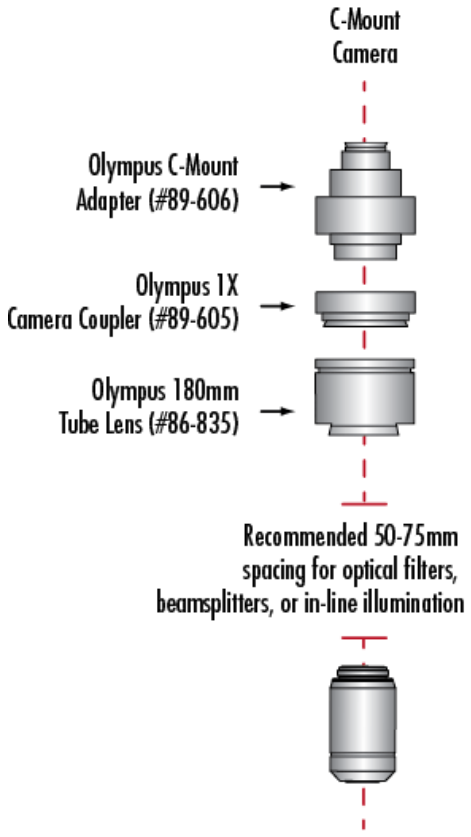 C-Mount
Camera
Olympus C-Mount
Adapter (#89-606)
Olympus 1X
Camera Coupler (#89-605)
Olympus 180mm
Tube Lens (#86-835)
Recommended 50-75mm
spacing for optical filters,
beamsplitters, or in-line illumination